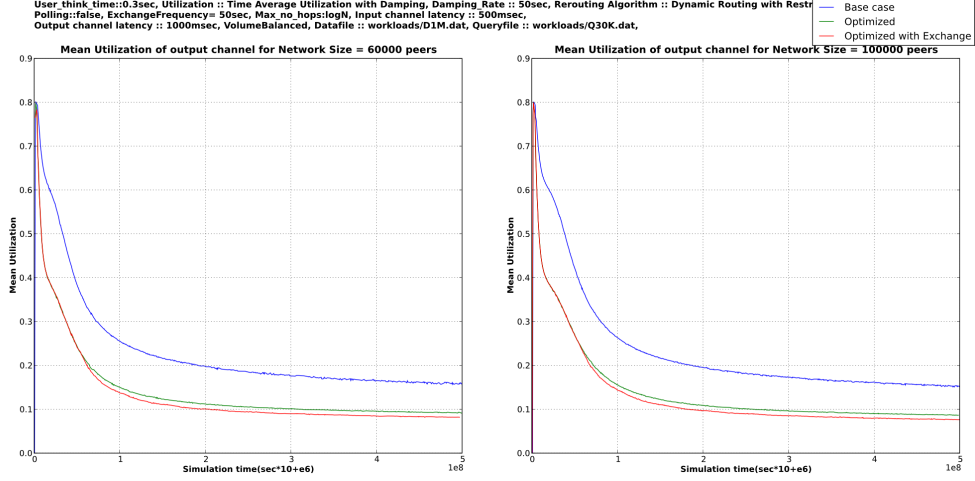 User_think_time::0.3sec, Utilization :: Time Average Utilization with Damping, Damping_Rate :: 50sec, Rerouting Algorithm :: Dynamic Routing with Restr
Polling::false, ExchangeFrequency= 50sec, Max_no_hops:logN, Input channel latency :: 500msec,
Output channel latency :: 1000msec, VolumeBalanced, Datafile :: workloads/D1M.dat, Queryfile :: workloads/Q30K.dat,
Base case
Optimized
Optimized with Exchange
Mean Utilization of output channel for Network Size = 60000 peers
0.9
0.8
0.7
0.6
0.5
0.4
0.3
0.2
0.1
0.0
Mean Utilization
0 1 2 3 4 5
1e8
Simulation time(sec*10+e6)
Mean Utilization of output channel for Network Size = 100000 peers
0.9
0.8
0.7
0.6
0.5
0.4
0.3
0.2
0.1
0.0
Mean Utilization
0 1 2 3 4 5
1e8
Simulation time(sec*10+e6)